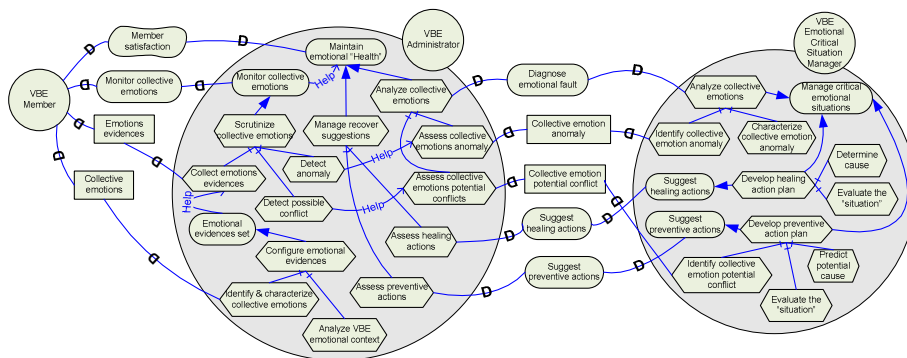 VBE
Member
Member
satisfaction
D
D
Monitor collective
emotions
D
D
Emotions
evidences
D
D
Collective
emotions
D
D
VBE
Administrator
Maintain
emotional "Health"
Monitor collective
emotions
Help
Analyze collective
emotions
Scrutinize
collective emotions
Manage recover
suggestions
Assess collective
emotions anomaly
Detect
anomaly
Help
Collect emotions
evidences
Assess collective
emotions potential
conflicts
Detect possible
conflict
Help
Help
Emotional
evidences set
Assess healing
actions
Configure emotional
evidences
Identify & characterize
collective emotions
Assess preventive
actions
Analyze VBE
emotional context
Diagnose
emotional fault
D
D
Collective emotion
anomaly
D
D
Collective emotion
potential conflict
D
D
Suggest
healing actions
D
D
Suggest
preventive actions
D
D
VBE
Emotional
Critical
Situation
Manager
Analyze collective
emotions
Manage critical
emotional
situations
Identify collective
emotion anomaly
Characterize collective
emotion anomaly
Determine
cause
Suggest
healing actions
Develop healing
action plan
Evaluate the
"situation"
Suggest
preventive actions
Develop preventive
action plan
Identify collective
emotion potential
conflict
Predict
potential
cause
Evaluate the
"situation"